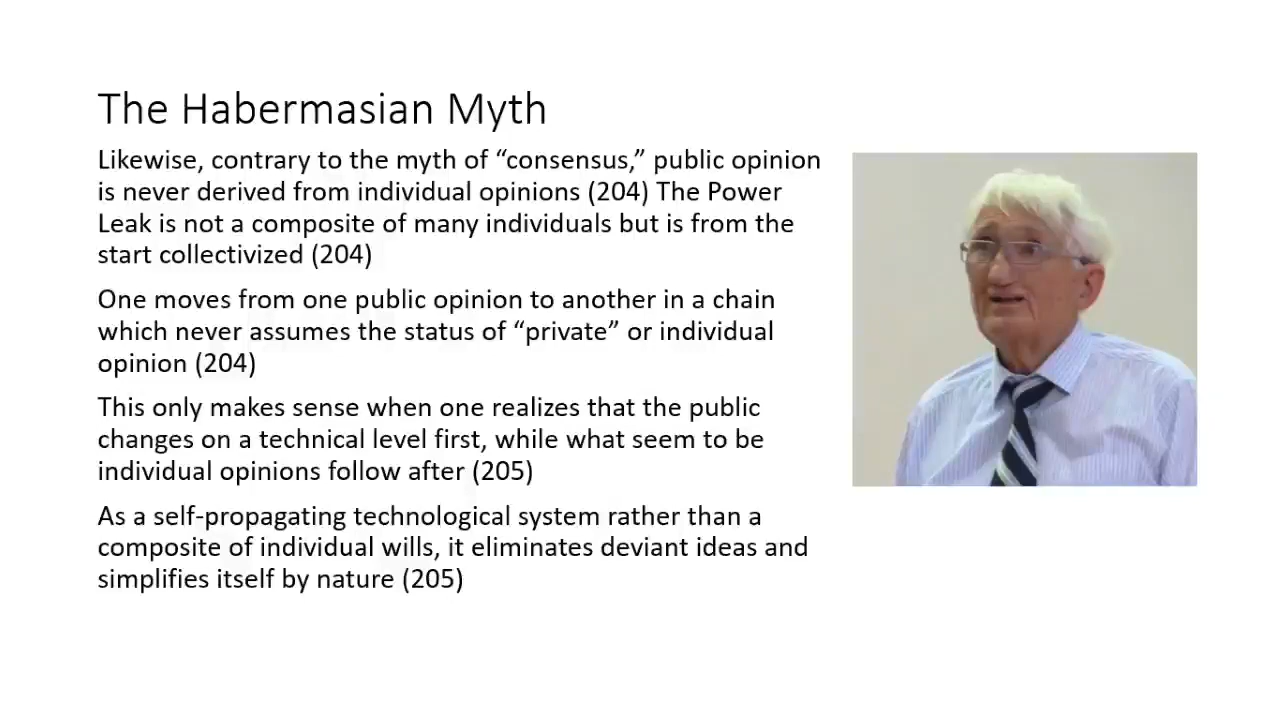 The Habermasian Myth
Likewise, contrary to the myth of “consensus,” public opinion
is never derived from individual opinions (204) The Power
Leak is not a composite of many individuals but is from the
start collectivized (204)
One moves from one public opinion to another in a chain
which never assumes the status of “private” or individual
opinion (204)
This only makes sense when one realizes that the public
changes on a technical level first, while what seem to be
individual opinions follow after (205)
As a self-propagating technological system rather than a
composite of individual wills, it eliminates deviant ideas and
simplifies itself by nature (205)